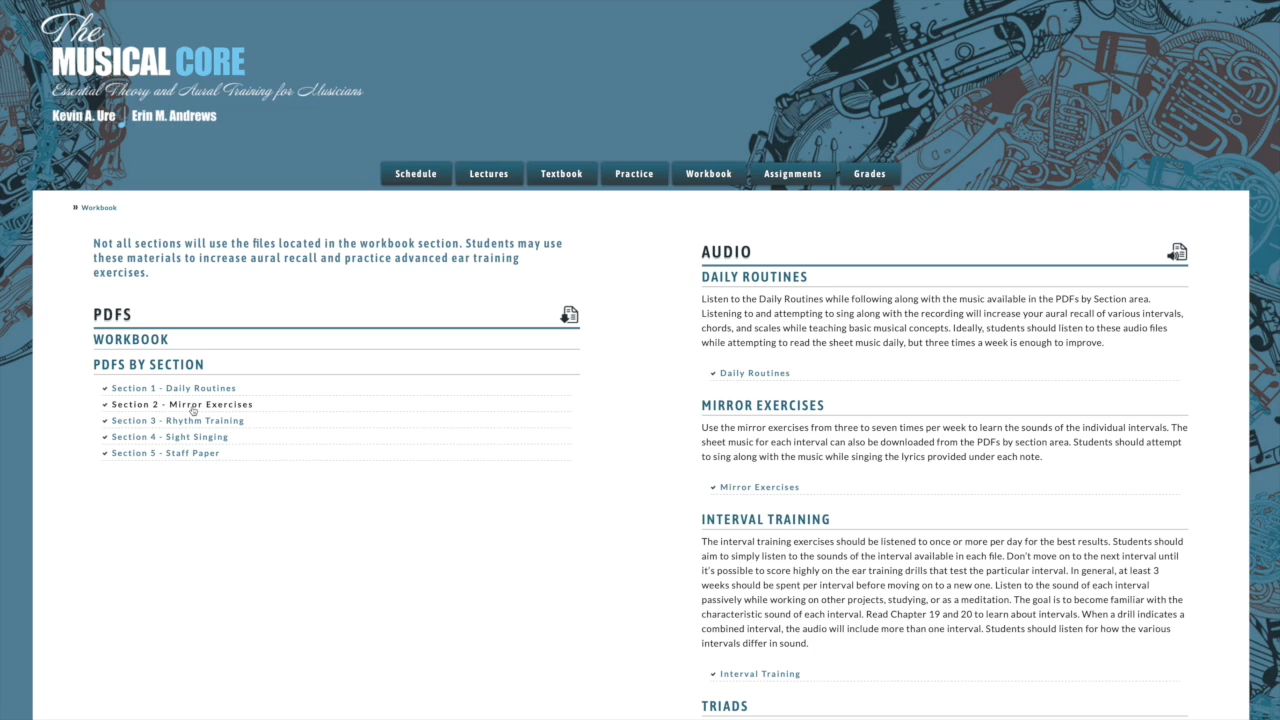 The
MUSICAL CORE
Essential Theory and Aural Training for Musicians
Kevin A. Ure Erin M. Andrews
Schedule Lectures Textbook Practice Workbook Assignments Grades
» Workbook
Not all sections will use the files located in the workbook section. Students may use
these materials to increase aural recall and practice advanced ear training
exercises.
PDFS
WORKBOOK
PDFS BY SECTION
Section 1 - Daily Routines
Section 2 - Mirror Exercises
Section 3 - Rhythm Training
Section 4 - Sight Singing
Section 5 - Staff Paper
AUDIO
DAILY ROUTINES
Listen to the Daily Routines while following along with the music available in the PDFs by Section area.
Listening to and attempting to sing along with the recording will increase your aural recall of various intervals,
chords, and scales while teaching basic musical concepts. Ideally, students should listen to these audio files
while attempting to read the sheet music daily, but three times a week is enough to improve.
Daily Routines
MIRROR EXERCISES
Use the mirror exercises from three to seven times per week to learn the sounds of the individual intervals. The
sheet music for each interval can also be downloaded from the PDFs by section area. Students should attempt
to sing along with the music while singing the lyrics provided under each note.
Mirror Exercises
INTERVAL TRAINING
The interval training exercises should be listened to once or more per day for the best results. Students should
aim to simply listen to the sounds of the interval available in each file. Don't move on to the next interval until
it's possible to score highly on the ear training drills that test the particular interval. In general, at least 3
weeks should be spent per interval before moving on to a new one. Listen to the sound of each interval
passively while working on other projects, studying, or as a meditation. The goal is to become familiar with the
characteristic sound of each interval. Read Chapter 19 and 20 to learn about intervals. When a drill indicates a
combined interval, the audio will include more than one interval. Students should listen for how the various
intervals differ in sound.
Interval Training
TRIADS